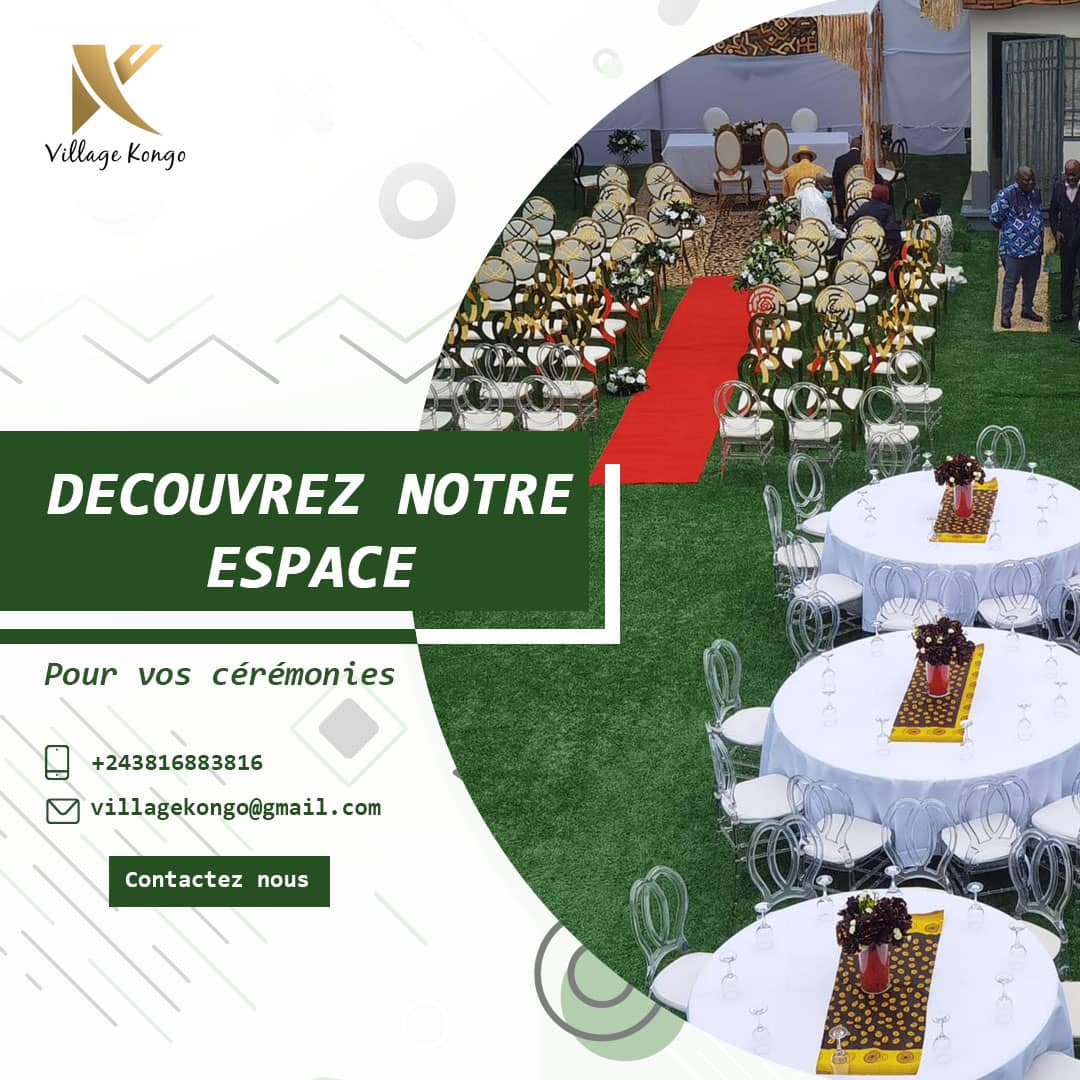 Village Kongo
DECOUVREZ NOTRE
ESPACE
Pour vos cérémonies
+243816883816
villagekongo@gmail.com
Contactez nous